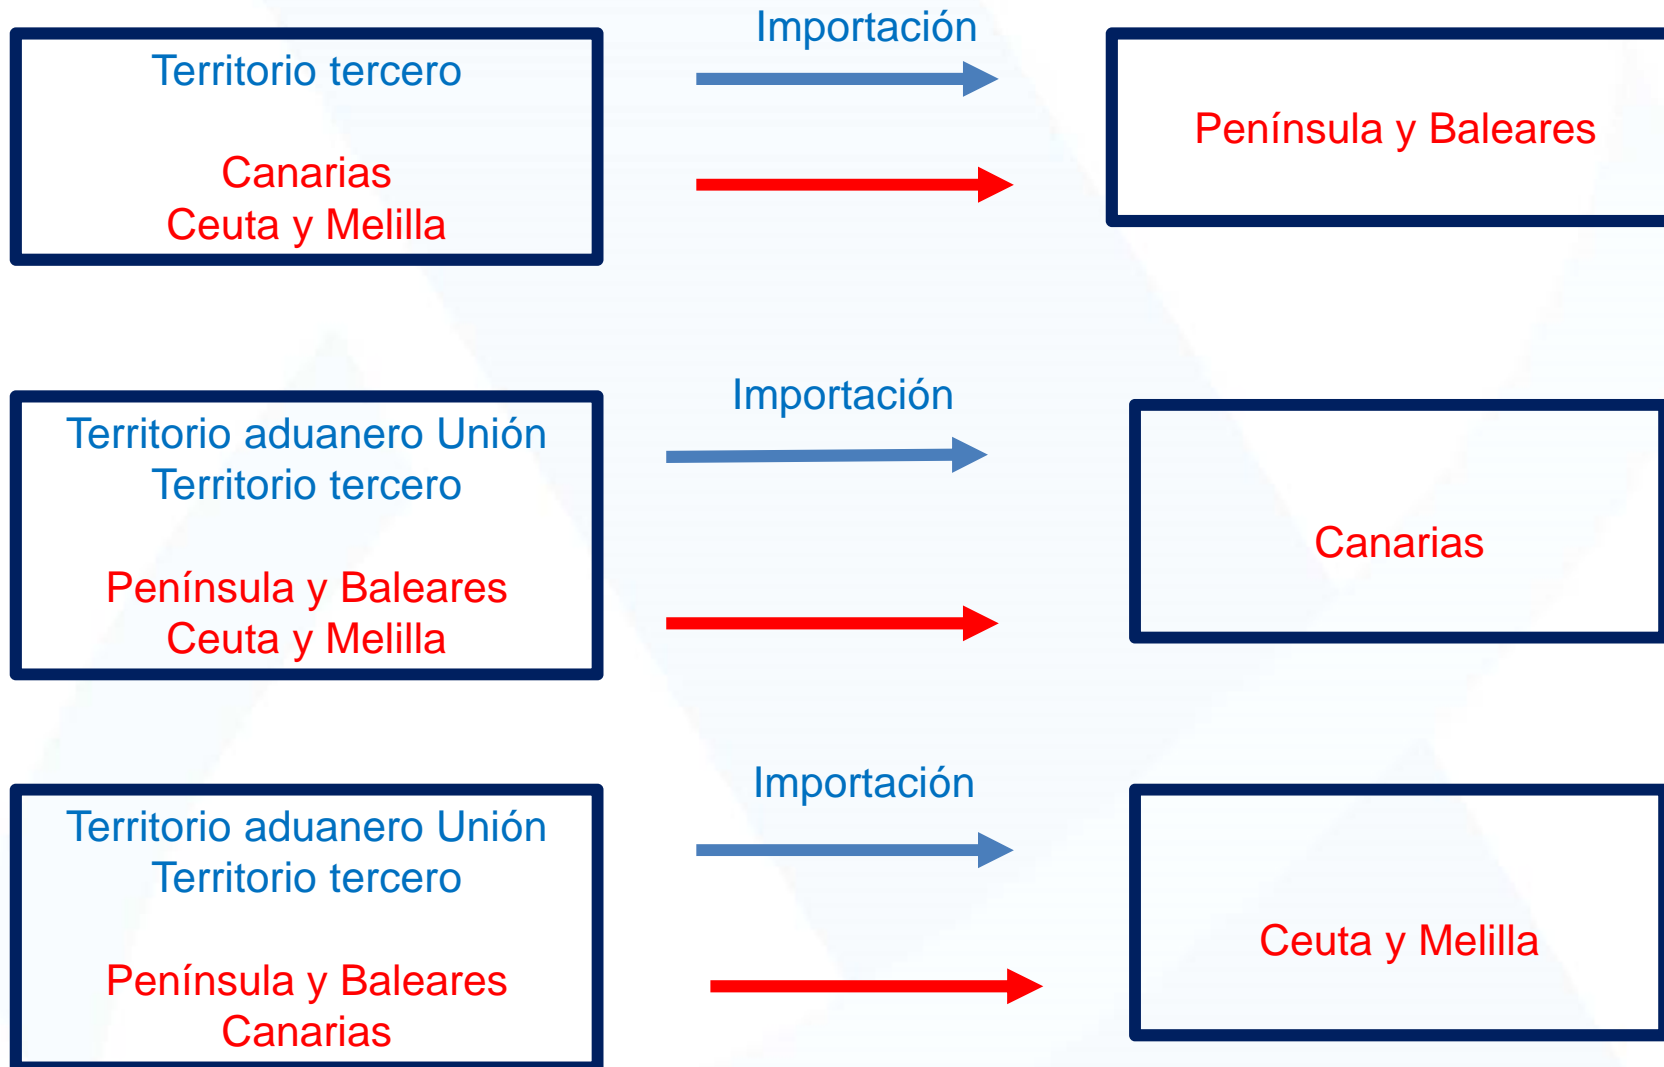 Importación
Territorio tercero
Canarias
Ceuta y Melilla
Península y Baleares
Importación
Territorio aduanero Unión
Territorio tercero
Península y Baleares
Ceuta y Melilla
Canarias
Importación
Territorio aduanero Unión
Territorio tercero
Península y Baleares
Canarias
Ceuta y Melilla